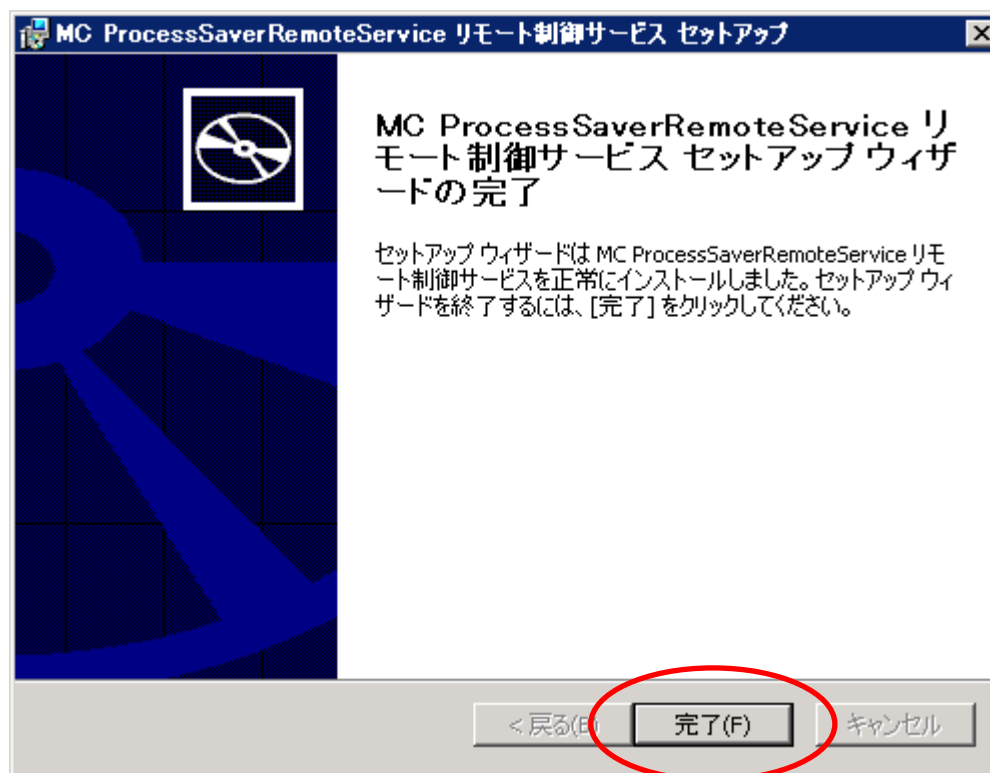 MC ProcessSaverRemoteService リモート制御サービス セットアップ
MC ProcessSaverRemoteService リ
モート制御サービス セットアップ ウィザ
ードの完了
セットアップ ウィザードは MC ProcessSaverRemoteService リモ
ート制御サービスを正常にインストールしました。セットアップ ウィ
ザードを終了するには、[完了] をクリックしてください。
< 戻る(B) 完了(F) キャンセル